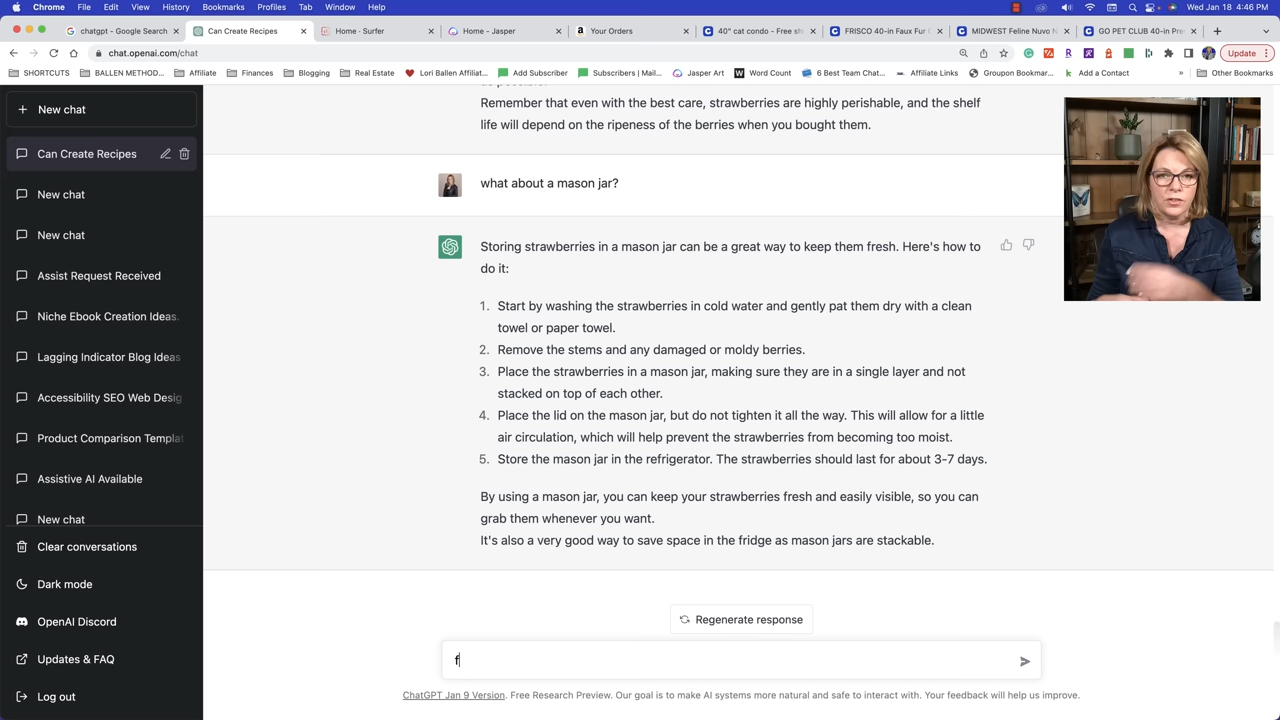 Chrome File Edit View History Bookmarks Profiles Tab Window Help Wed Jan 18 4:46 PM
chatgpt - Google Search Can Create Recipes Home · Surfer Home - Jasper Your Orders 40" cat condo - Free sh FRISCO 40-in Faux Fur C MIDWEST Feline Nuvo N GO PET CLUB 40-in Pre
chat.openai.com/chat Update
SHORTCUTS BALLEN METHOD... Affiliate Finances Blogging Real Estate Lori Ballen Affiliat... Add Subscriber Subscribers | Mail... Jasper Art Word Count 6 Best Team Chat... Affiliate Links Groupon Bookmar... Add a Contact » Other Bookmarks
New chat
Can Create Recipes
New chat
New chat
Assist Request Received
Niche Ebook Creation Ideas.
Lagging Indicator Blog Ideas
Accessibility SEO Web Desig
Product Comparison Templat
Assistive AI Available
New chat
Clear conversations
Dark mode
OpenAI Discord
Updates & FAQ
Log out
Remember that even with the best care, strawberries are highly perishable, and the shelf
life will depend on the ripeness of the berries when you bought them.
what about a mason jar?
Storing strawberries in a mason jar can be a great way to keep them fresh. Here's how to
do it:
1. Start by washing the strawberries in cold water and gently pat them dry with a clean
towel or paper towel.
2. Remove the stems and any damaged or moldy berries.
3. Place the strawberries in a mason jar, making sure they are in a single layer and not
stacked on top of each other.
4. Place the lid on the mason jar, but do not tighten it all the way. This will allow for a little
air circulation, which will help prevent the strawberries from becoming too moist.
5. Store the mason jar in the refrigerator. The strawberries should last for about 3-7 days.
By using a mason jar, you can keep your strawberries fresh and easily visible, so you can
grab them whenever you want.
It's also a very good way to save space in the fridge as mason jars are stackable.
Regenerate response
f
ChatGPT Jan 9 Version. Free Research Preview. Our goal is to make AI systems more natural and safe to interact with. Your feedback will help us improve.